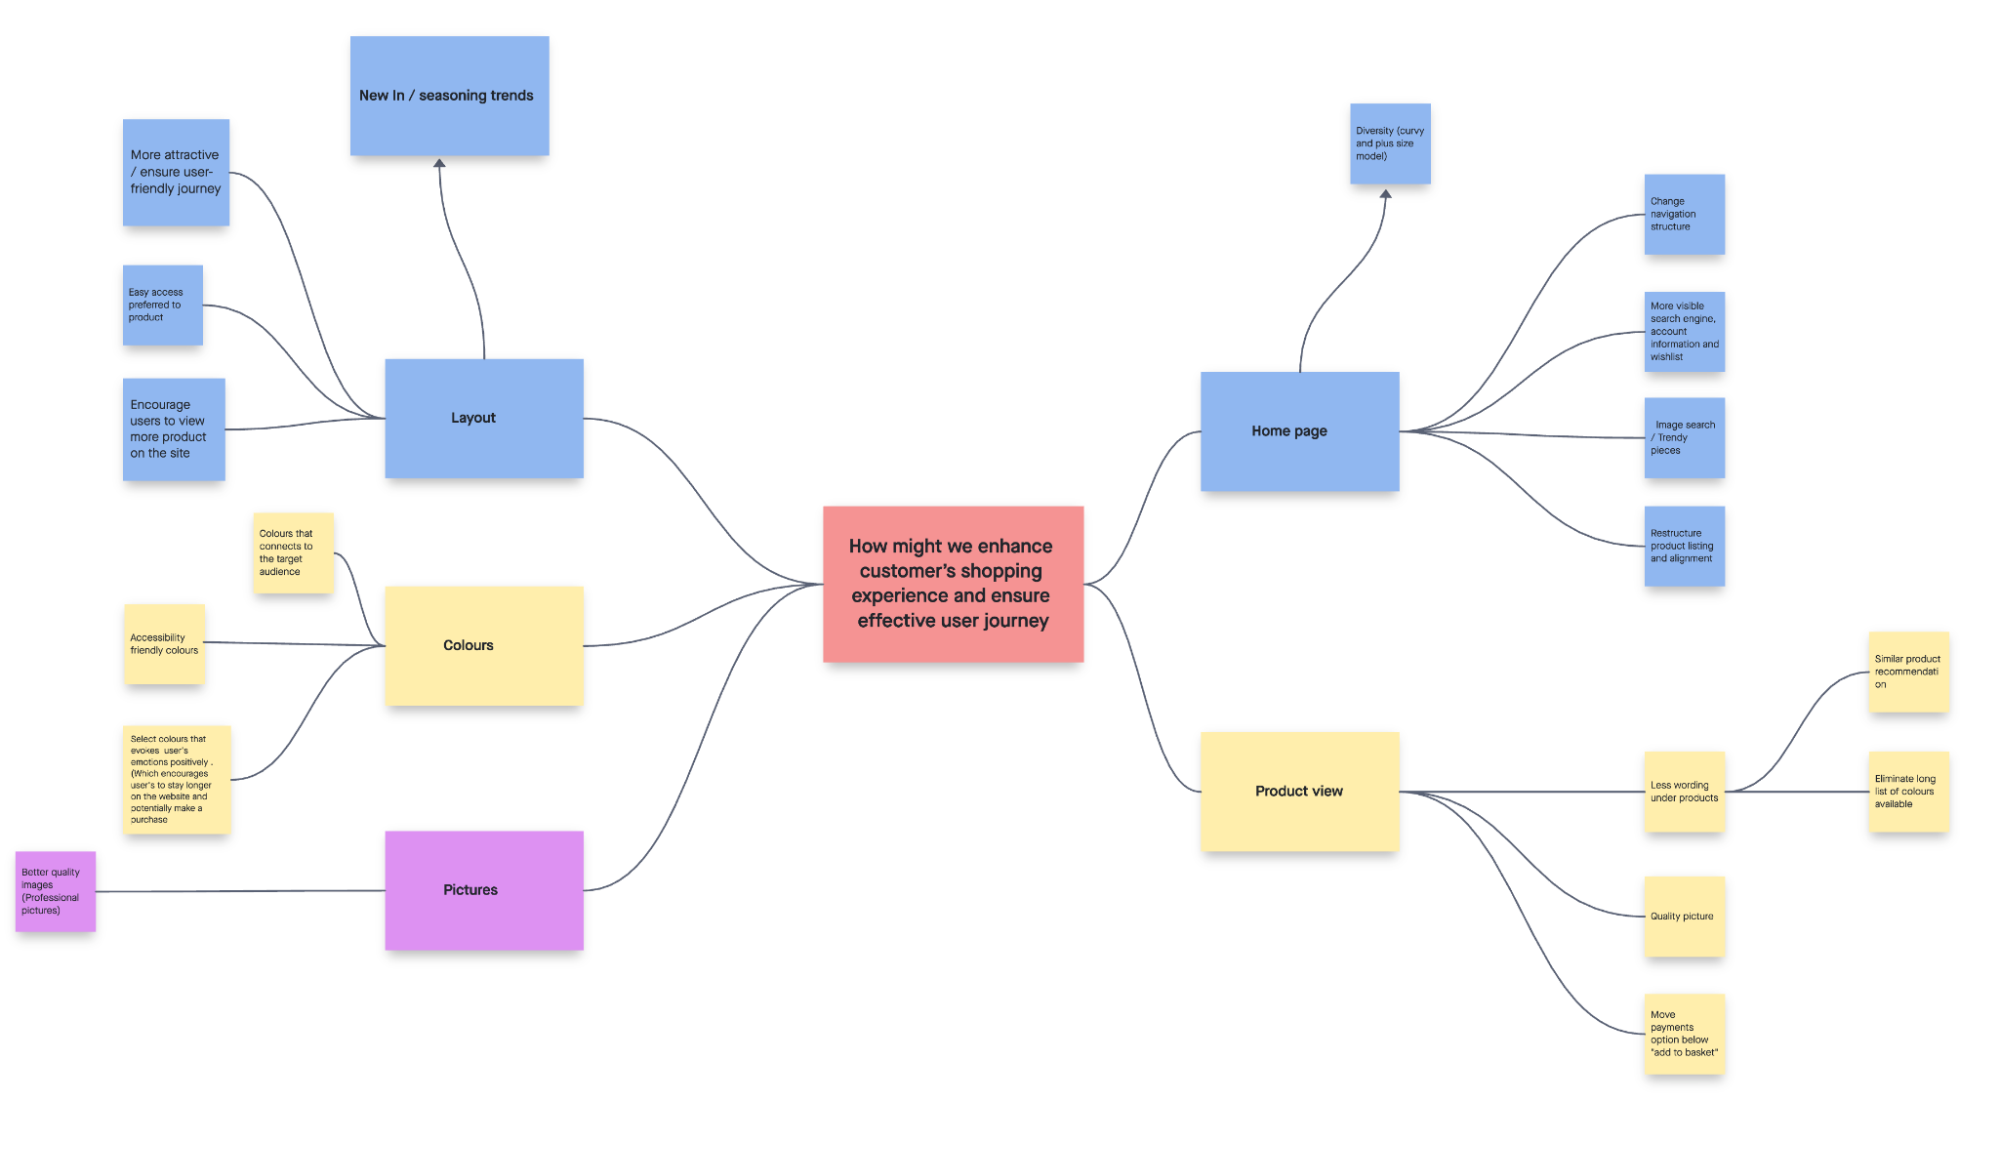 New In / seasoning trends
More attractive
/ ensure user-
friendly journey
Easy access
preferred to
product
Encourage
users to view
more product
on the site
Layout
Colours that
connects to
the target
audience
Accessibility
friendly colours
Select colours that
evokes user's
emotions positively .
(Which encourages
user's to stay longer
on the website and
potentially make a
purchase
Colours
Better quality
images
(Professional
pictures)
Pictures
How might we enhance
customer's shopping
experience and ensure
effective user journey
Diversity (curvy
and plus size
model)
Home page
Change
navigation
structure
More visible
search engine,
account
information and
wishlist
Image search
/ Trendy
pieces
Restructure
product listing
and alignment
Product view
Less wording
under products
Similar product
recommendati
on
Eliminate long
list of colours
available
Quality picture
Move
payments
option below
"add to basket"